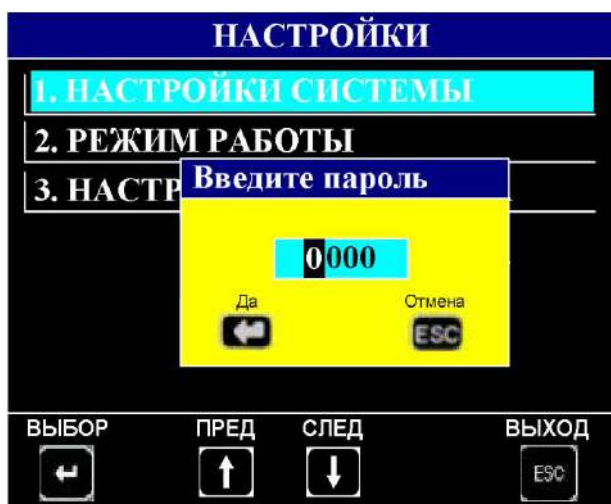 НАСТРОЙКИ
1. НАСТРОЙКИ СИСТЕМЫ
2. РЕЖИМ РАБОТЫ
3. НАСТР
Введите пароль
0000
Да Отмена
ESC
ВЫБОР ПРЕД СЛЕД ВЫХОД
ESC